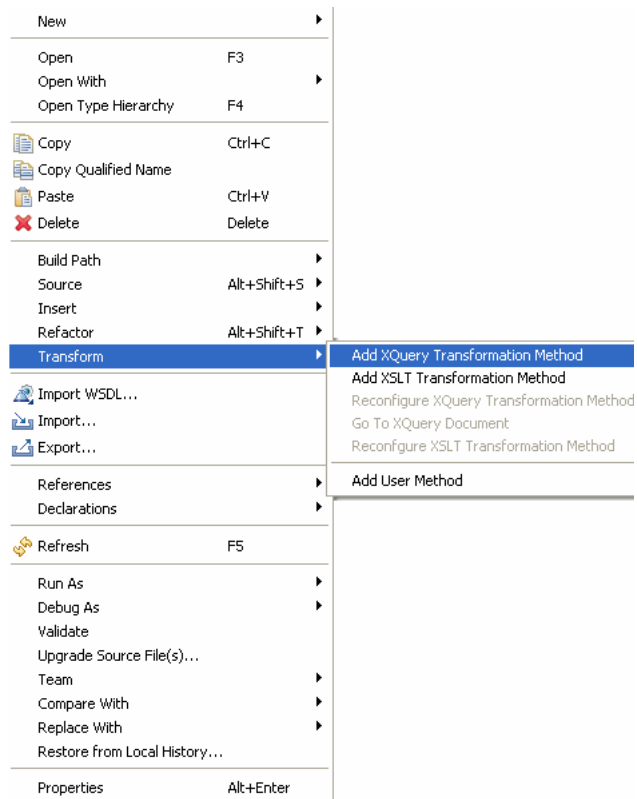 New
Open F3
Open With
Open Type Hierarchy F4
Copy Ctrl+C
Copy Qualified Name
Paste Ctrl+V
Delete Delete
Build Path
Source Alt+Shift+S
Insert
Refactor Alt+Shift+T
Transform
Add XQuery Transformation Method
Add XSLT Transformation Method
Reconfigure XQuery Transformation Method
Go To XQuery Document
Reconfgure XSLT Transformation Method
Add User Method
Import WSDL...
Import...
Export...
References
Declarations
Refresh F5
Run As
Debug As
Validate
Upgrade Source File(s)...
Team
Compare With
Replace With
Restore from Local History...
Properties Alt+Enter